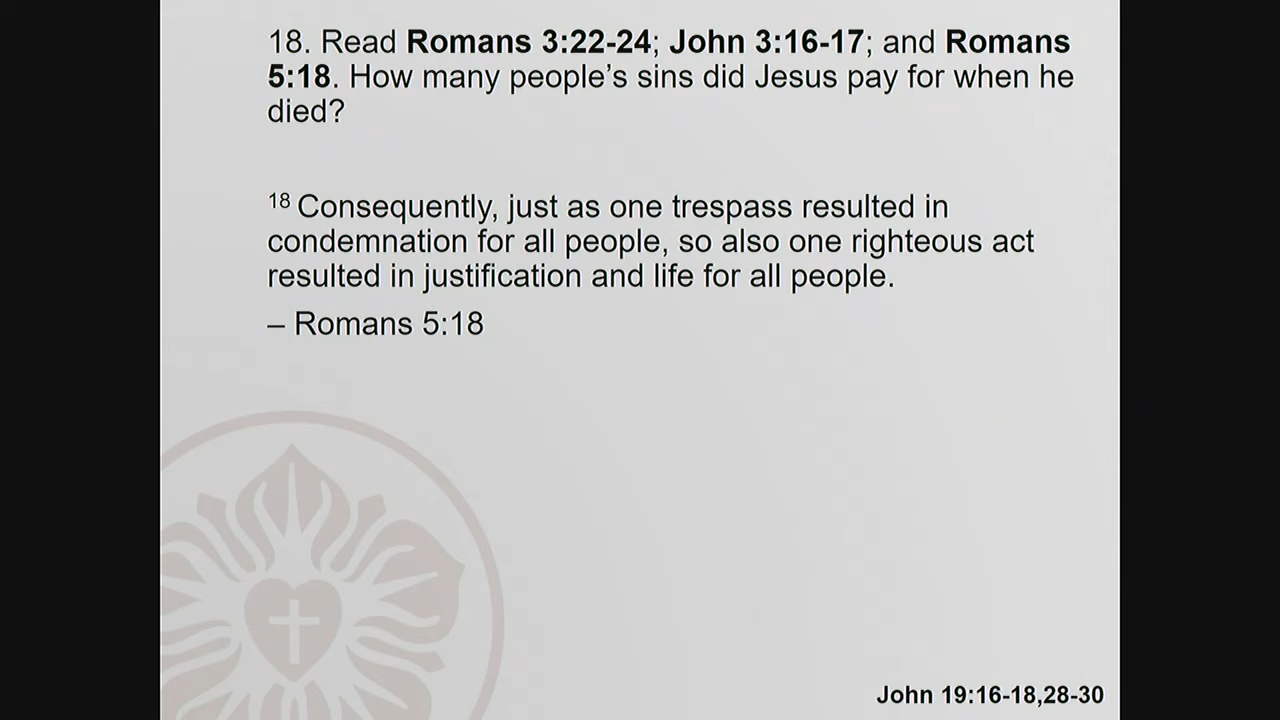 18. Read Romans 3:22-24; John 3:16-17; and Romans
5:18. How many people’s sins did Jesus pay for when he
died?
18 Consequently, just as one trespass resulted in
condemnation for all people, so also one righteous act
resulted in justification and life for all people.
– Romans 5:18
John 19:16-18,28-30